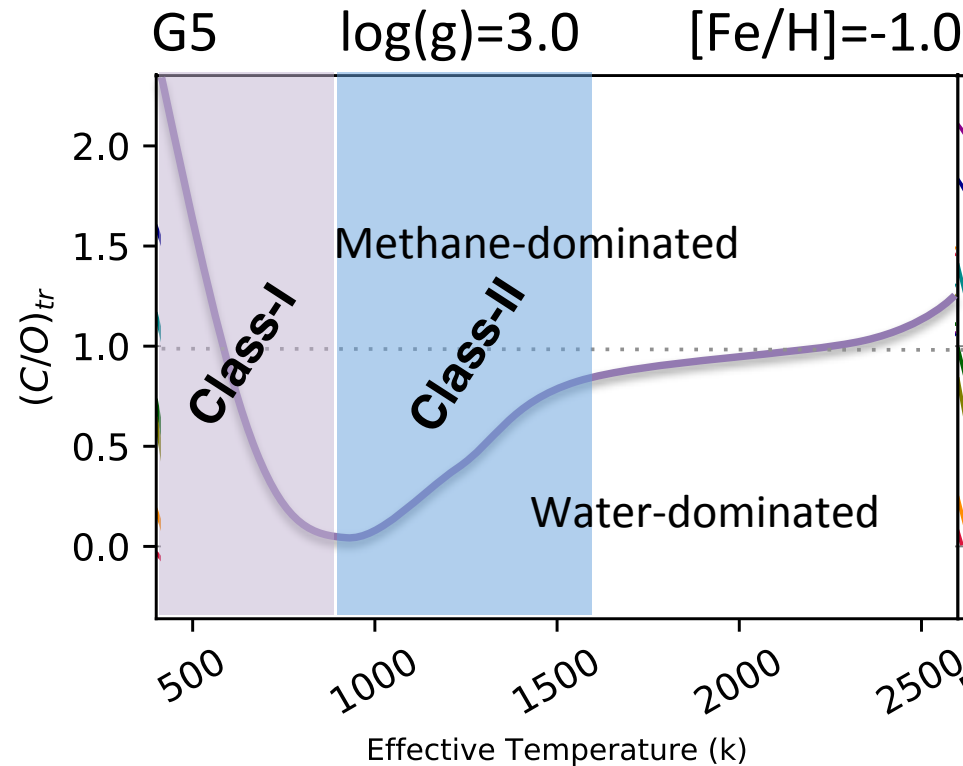 G5 log(g)=3.0 [Fe/H]=-1.0
2.0
1.5
1.0
0.5
0.0
(C/O)tr
Methane-dominated
Class-I
Class-II
Water-dominated
500 1000 1500 2000 2500
Effective Temperature (k)